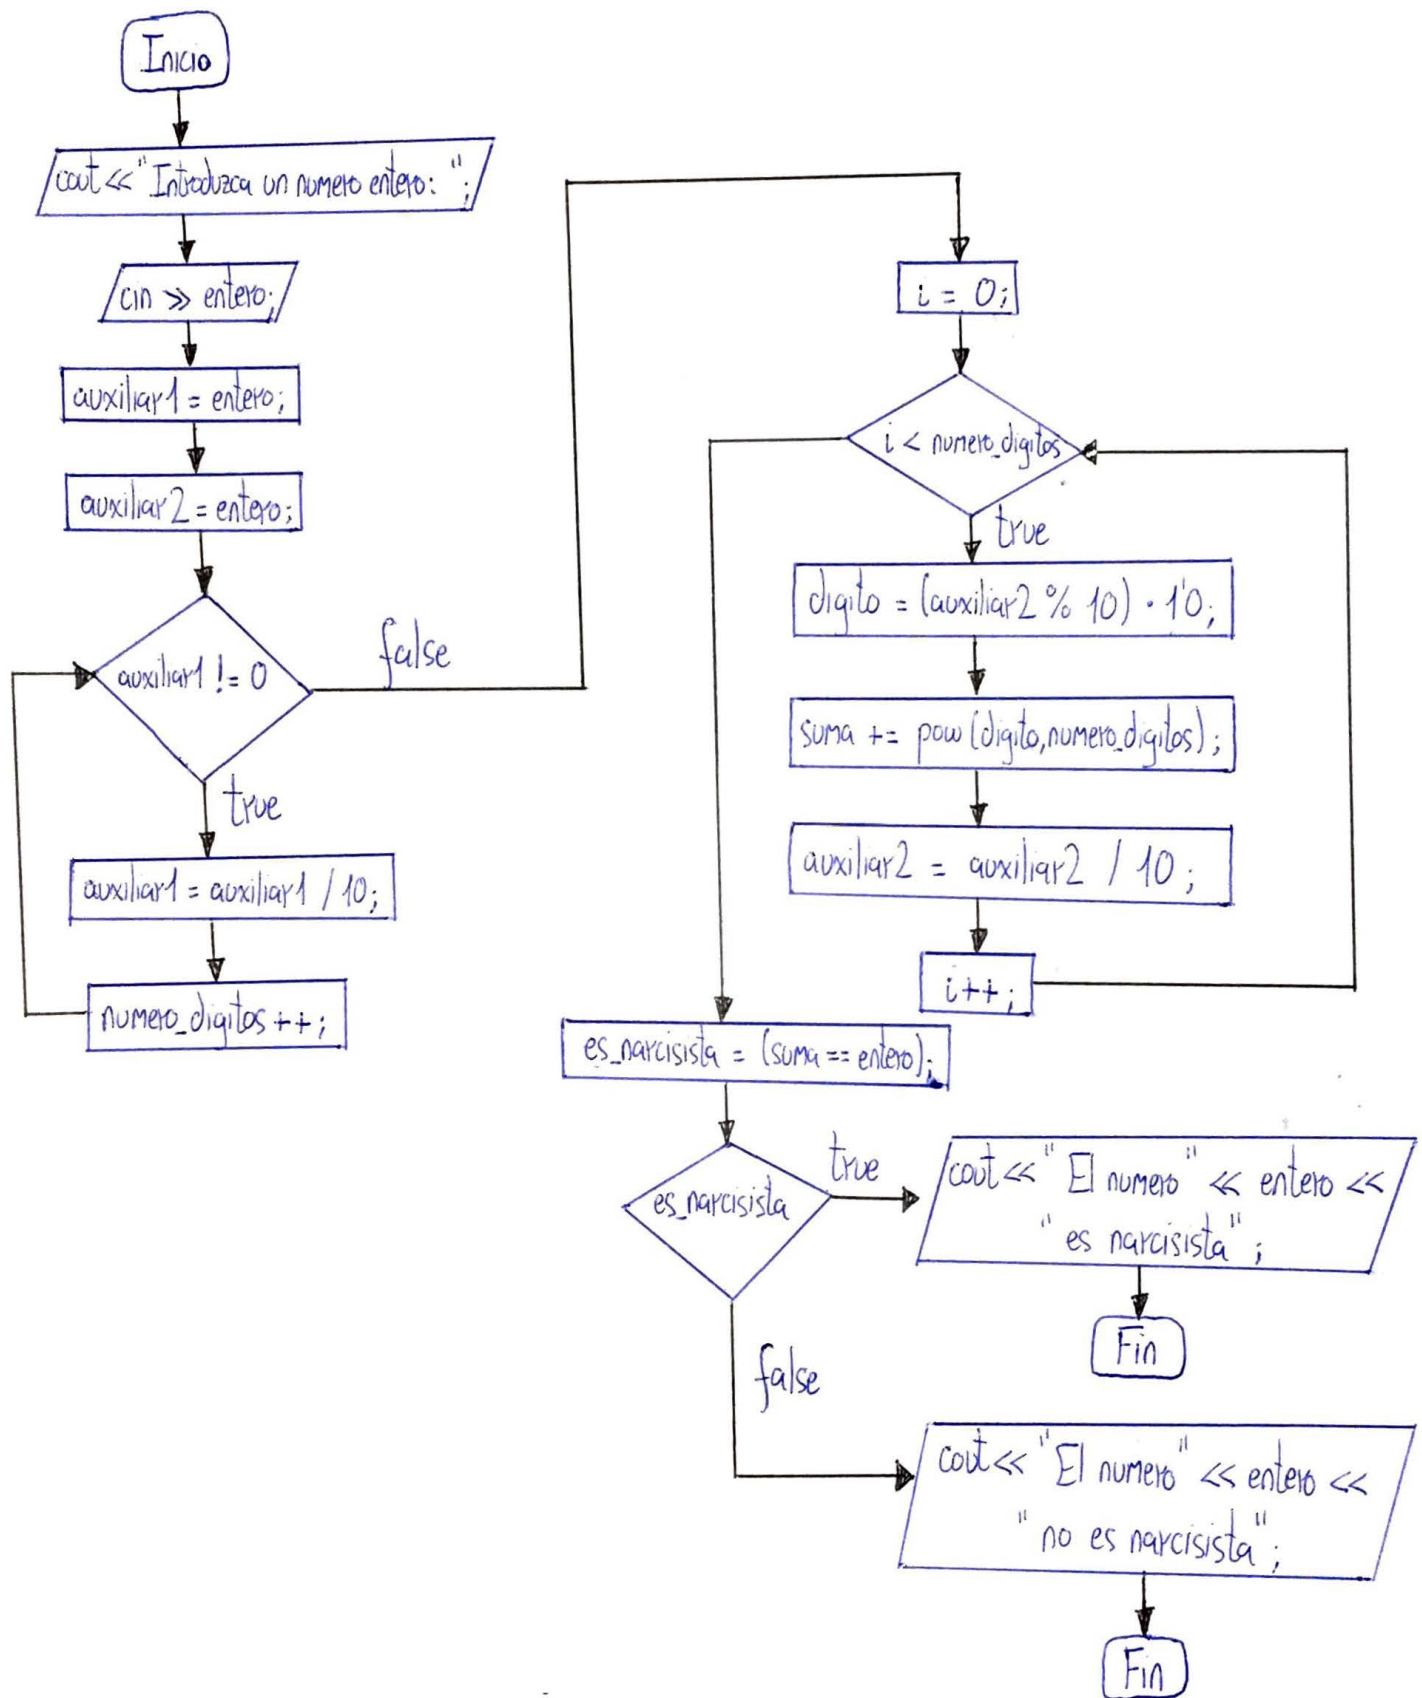 Inicio
cout << "Introduzca un numero entero: ";
cin >> entero;
auxiliar1 = entero;
auxiliar2 = entero;
auxiliar1 != 0
false
true
auxiliar1 = auxiliar1 / 10;
numero_digitos ++;
i = 0;
i < numero_digitos
true
digito = (auxiliar2 % 10) · 1'0;
suma += pow (digito, numero_digitos);
auxiliar2 = auxiliar2 / 10;
i++;
es_narcisista = (suma == entero);
es_narcisista
true
cout << "El numero" << entero <<
"es narcisista";
Fin
false
cout << "El numero" << entero <<
"no es narcisista";
Fin